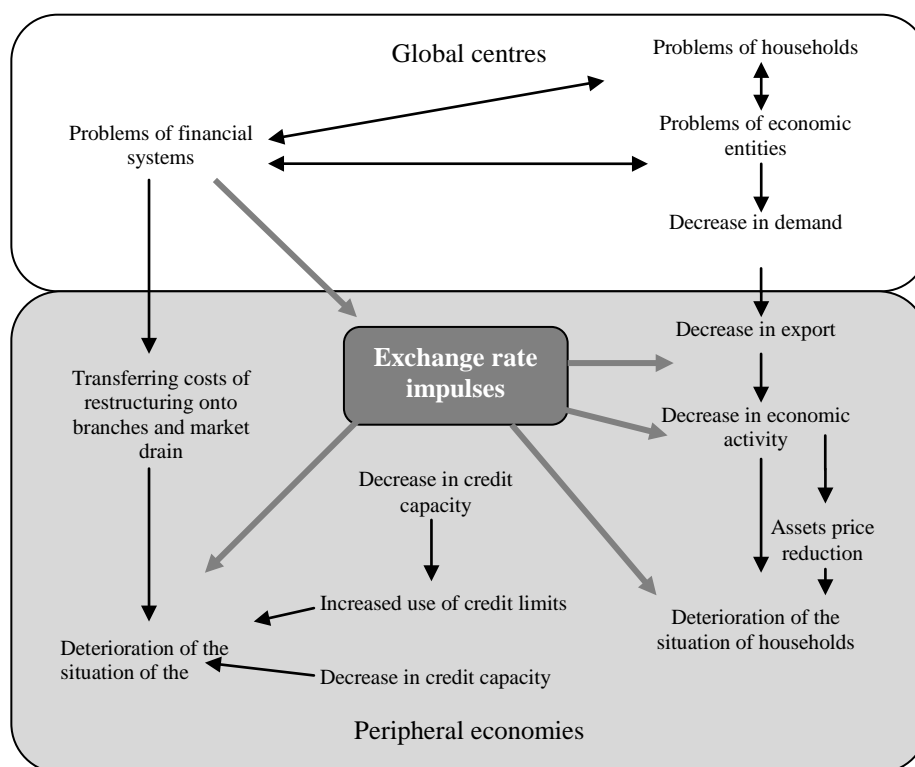 Global centres
Problems of households
Problems of financial
systems
Problems of economic
entities
Decrease in demand
Exchange rate
impulses
Decrease in export
Transferring costs of
restructuring onto
branches and market
drain
Decrease in economic
activity
Decrease in credit
capacity
Assets price
reduction
Increased use of credit limits
Deterioration of the
situation of households
Deterioration of the
situation of the
Decrease in credit capacity
Peripheral economies